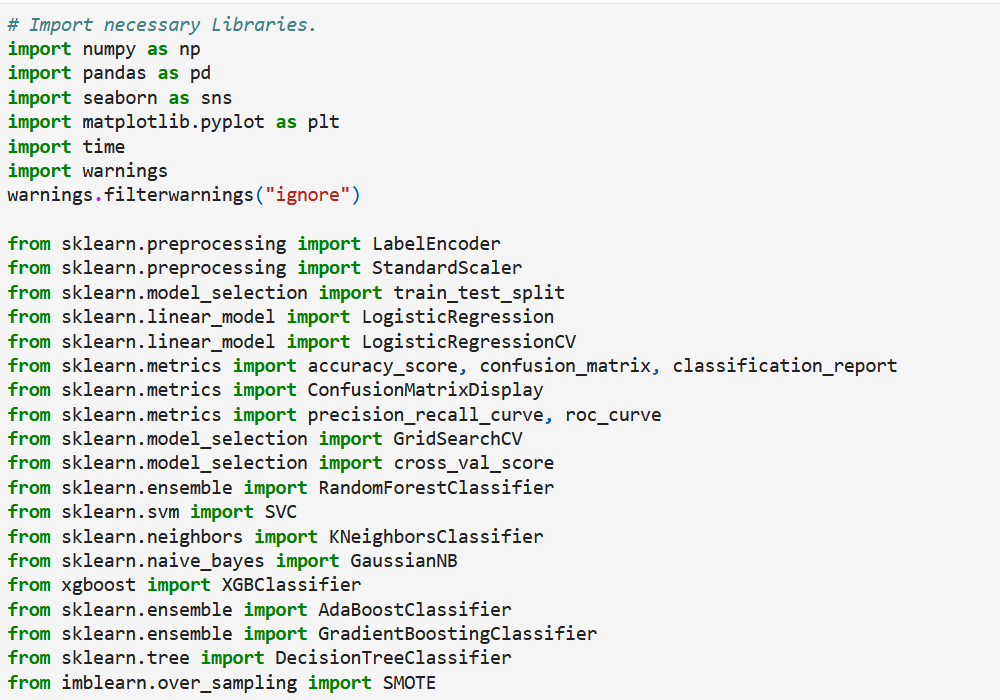 # Import necessary Libraries.
import numpy as np
import pandas as pd
import seaborn as sns
import matplotlib.pyplot as plt
import time
import warnings
warnings.filterwarnings("ignore")
from sklearn.preprocessing import LabelEncoder
from sklearn.preprocessing import StandardScaler
from sklearn.model_selection import train_test_split
from sklearn.linear_model import LogisticRegression
from sklearn.linear_model import LogisticRegressionCV
from sklearn.metrics import accuracy_score, confusion_matrix, classification_report
from sklearn.metrics import ConfusionMatrixDisplay
from sklearn.metrics import precision_recall_curve, roc_curve
from sklearn.model_selection import GridSearchCV
from sklearn.model_selection import cross_val_score
from sklearn.ensemble import RandomForestClassifier
from sklearn.svm import SVC
from sklearn.neighbors import KNeighborsClassifier
from sklearn.naive_bayes import GaussianNB
from xgboost import XGBClassifier
from sklearn.ensemble import AdaBoostClassifier
from sklearn.ensemble import GradientBoostingClassifier
from sklearn.tree import DecisionTreeClassifier
from imblearn.over_sampling import SMOTE